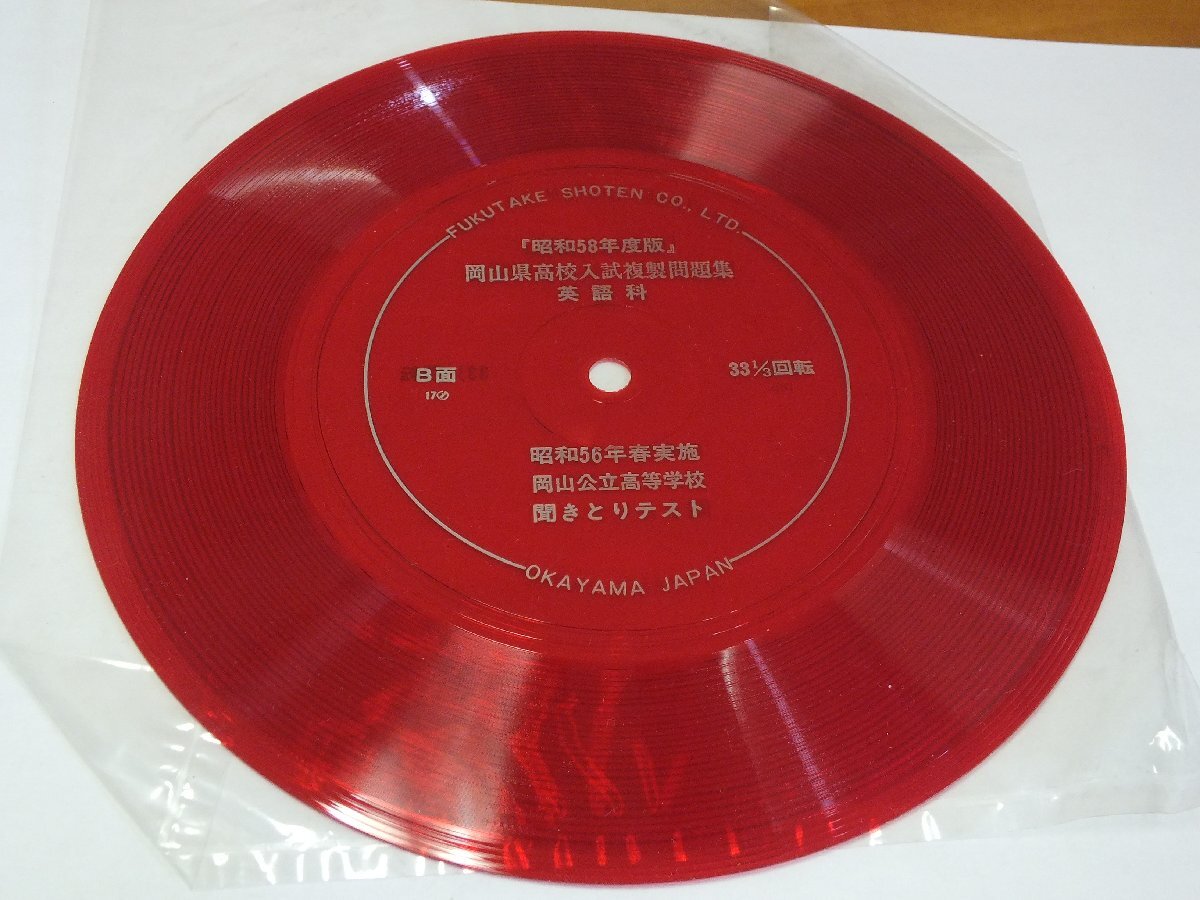 FUKUTAKE SHOTEN CO., LTD.
『昭和58年度版』
岡山県高校入試複製問題集
英語科
B面
33 1/3回転
昭和56年春実施
岡山公立高等学校
聞きとりテスト
OKAYAMA JAPAN